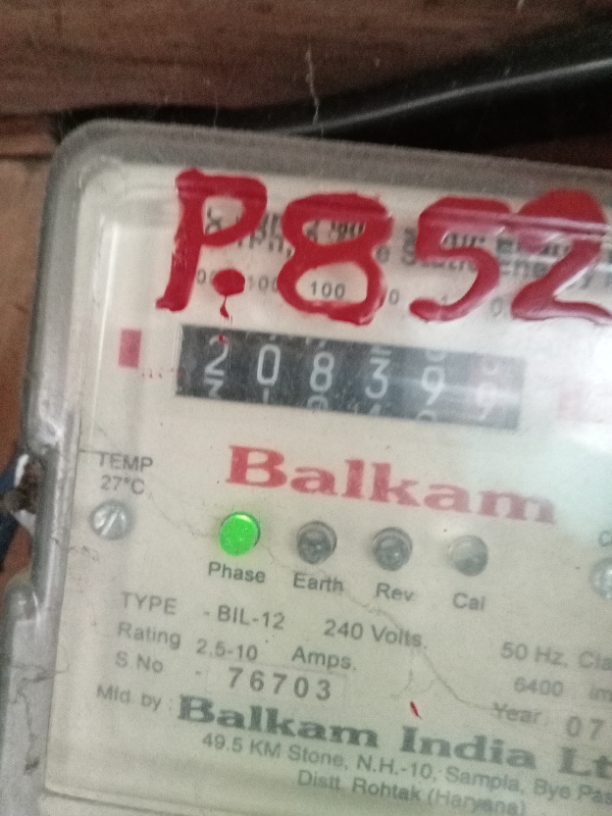 P.852
100 100
20839
Balkam
TEMP
27°C
Phase Earth Rev Cal
TYPE - BIL-12 240 Volts. 50 Hz,
Rating 2.5-10 Amps. 6400
S.No - 76703
Mfd. by : Year 07
Balkam India
49.5 KM Stone, N.H.-10, Sampla, Bye
Distt. Rohtak (Haryana)